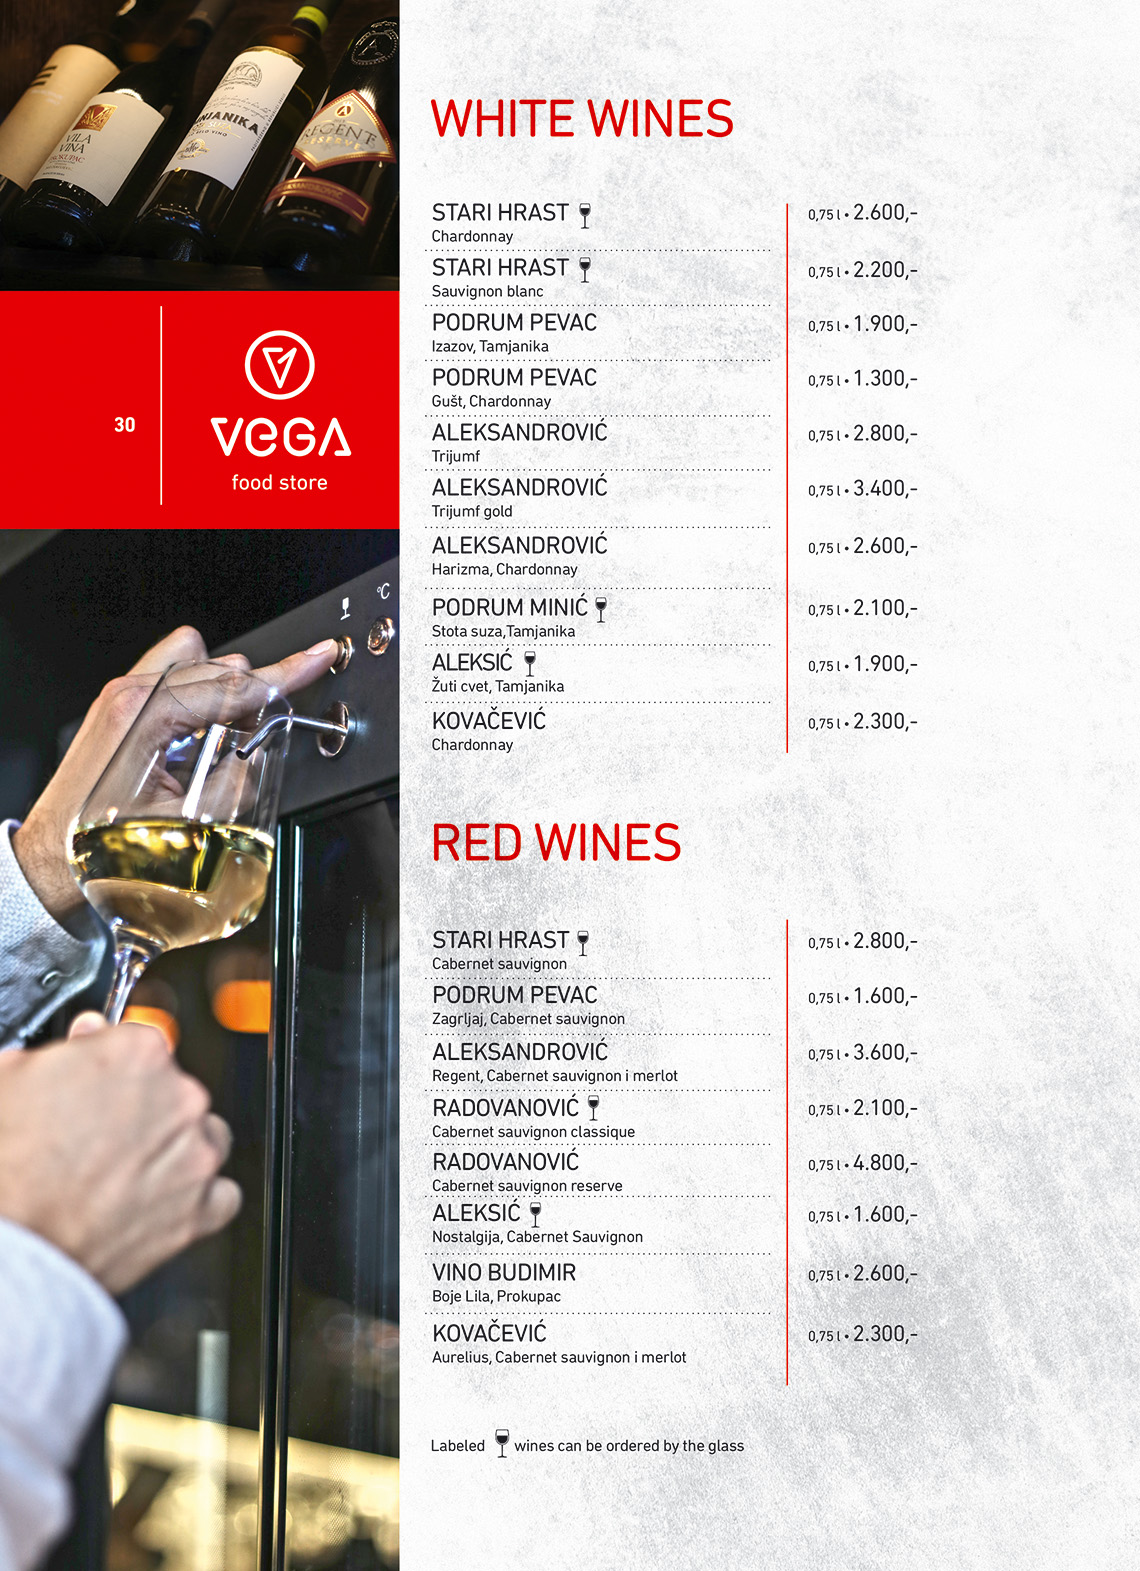 VILA
VINA
REGENT
RESERVE
30
VEGA
food store
°C
WHITE WINES
STARI HRAST
Chardonnay
0,75 l • 2.600,-
STARI HRAST
Sauvignon blanc
0,75 l • 2.200,-
PODRUM PEVAC
Izazov, Tamjanika
0,75 l • 1.900,-
PODRUM PEVAC
Gušt, Chardonnay
0,75 l • 1.300,-
ALEKSANDROVIĆ
Trijumf
0,75 l • 2.800,-
ALEKSANDROVIĆ
Trijumf gold
0,75 l • 3.400,-
ALEKSANDROVIĆ
Harizma, Chardonnay
0,75 l • 2.600,-
PODRUM MINIĆ
Stota suza,Tamjanika
0,75 l • 2.100,-
ALEKSIĆ
Žuti cvet, Tamjanika
0,75 l • 1.900,-
KOVAČEVIĆ
Chardonnay
0,75 l • 2.300,-
RED WINES
STARI HRAST
Cabernet sauvignon
0,75 l • 2.800,-
PODRUM PEVAC
Zagrljaj, Cabernet sauvignon
0,75 l • 1.600,-
ALEKSANDROVIĆ
Regent, Cabernet sauvignon i merlot
0,75 l • 3.600,-
RADOVANOVIĆ
Cabernet sauvignon classique
0,75 l • 2.100,-
RADOVANOVIĆ
Cabernet sauvignon reserve
0,75 l • 4.800,-
ALEKSIĆ
Nostalgija, Cabernet Sauvignon
0,75 l • 1.600,-
VINO BUDIMIR
Boje Lila, Prokupac
0,75 l • 2.600,-
KOVAČEVIĆ
Aurelius, Cabernet sauvignon i merlot
0,75 l • 2.300,-
Labeled wines can be ordered by the glass